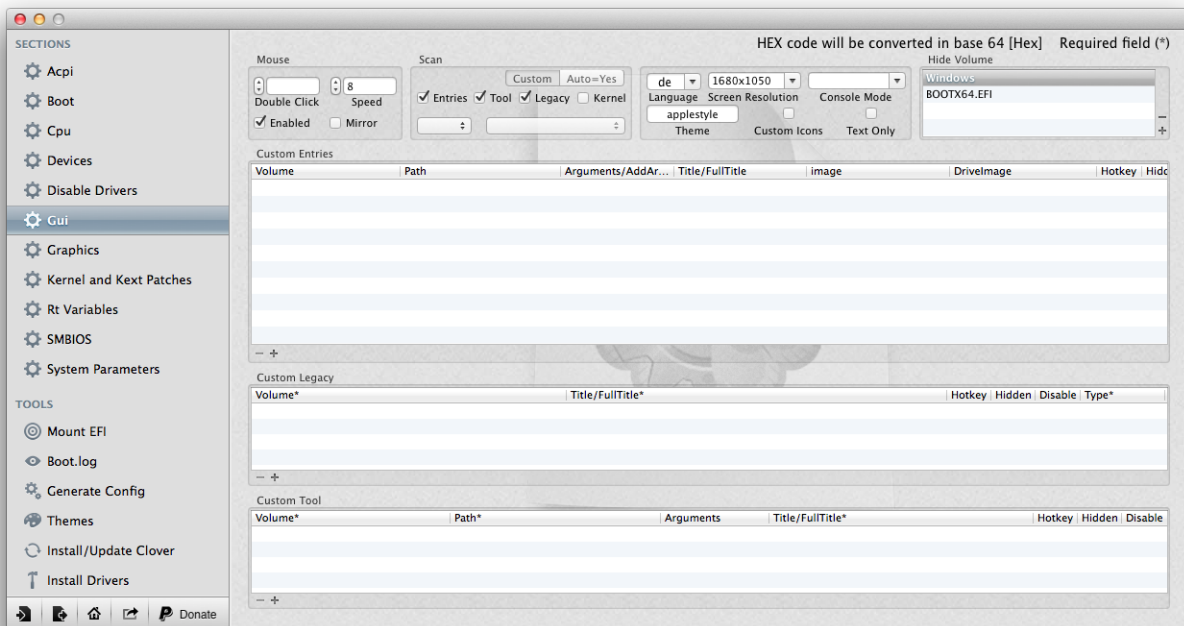 SECTIONS
Acpi
Boot
Cpu
Devices
Disable Drivers
Gui
Graphics
Kernel and Kext Patches
Rt Variables
SMBIOS
System Parameters
TOOLS
Mount EFI
Boot.log
Generate Config
Themes
Install/Update Clover
Install Drivers
Donate
HEX code will be converted in base 64 [Hex] Required field (*)
Mouse
8
Double Click Speed
Enabled Mirror
Scan
Custom Auto=Yes
Entries Tool Legacy Kernel
de 1680x1050
Language Screen Resolution Console Mode
applestyle
Theme Custom Icons Text Only
Hide Volume
Windows
BOOTX64.EFI
Custom Entries
Volume Path Arguments/AddAr... Title/FullTitle image DriveImage Hotkey Hidd
Custom Legacy
Volume* Title/FullTitle* Hotkey Hidden Disable Type*
Custom Tool
Volume* Path* Arguments Title/FullTitle* Hotkey Hidden Disable